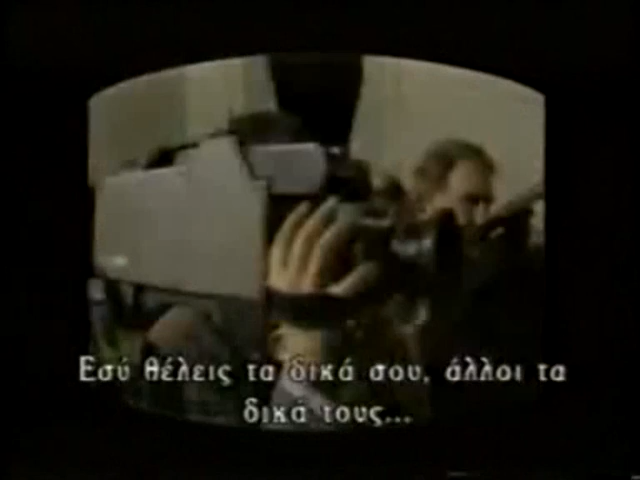 Εσύ θέλεις τα δικά σου, άλλοι τα
δικά τους...